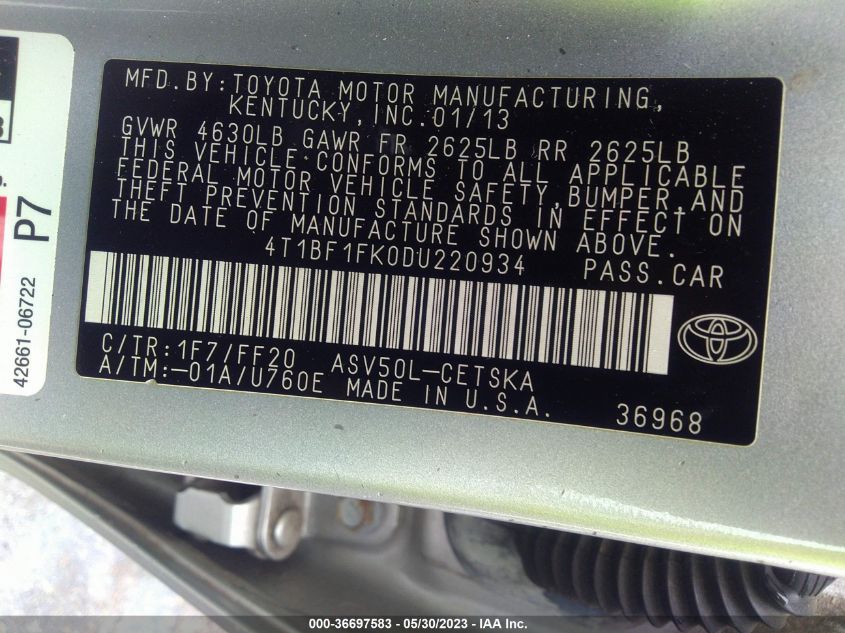 MFD.BY:TOYOTA MOTOR MANUFACTURING,
KENTUCKY,INC.01/13
GVWR 4630LB GAWR FR 2625LB RR 2625LB
THIS VEHICLE CONFORMS TO ALL APPLICABLE
FEDERAL MOTOR VEHICLE SAFETY,BUMPER,AND
THEFT PREVENTION STANDARDS IN EFFECT ON
THE DATE OF MANUFACTURE SHOWN ABOVE.
4T1BF1FK0DU220934 PASS.CAR
C/TR:1F7/FF20 ASV50L-CETSKA
A/TM:-01A/U760E MADE IN U.S.A.
36968
P7
42661-06722
000-36697583 / 05/30/2023 - IAA Inc.